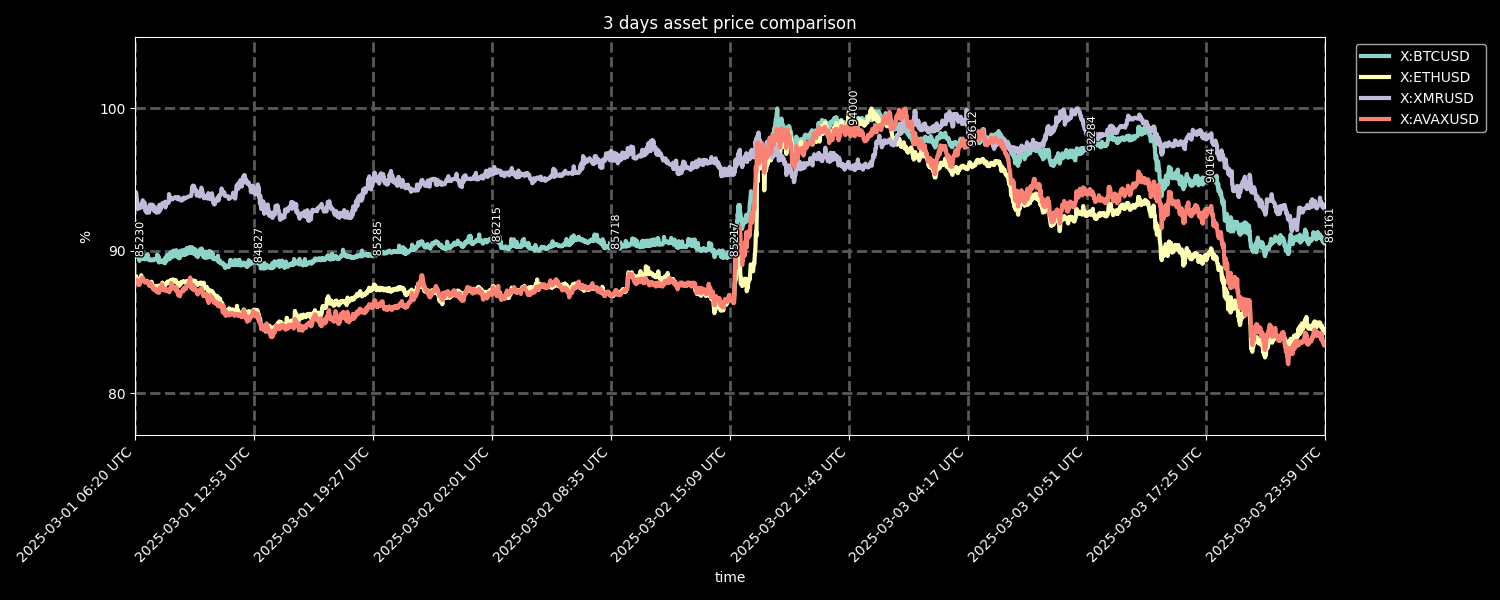 3 days asset price comparison
X:BTCUSD
X:ETHUSD
X:XMRUSD
X:AVAXUSD
%
100
90
80
85230
84827
85285
86215
85718
85217
94000
92612
92284
90164
86161
2025-03-01 06:20 UTC
2025-03-01 12:53 UTC
2025-03-01 19:27 UTC
2025-03-02 02:01 UTC
2025-03-02 08:35 UTC
2025-03-02 15:09 UTC
2025-03-02 21:43 UTC
2025-03-03 04:17 UTC
2025-03-03 10:51 UTC
2025-03-03 17:25 UTC
2025-03-03 23:59 UTC
time